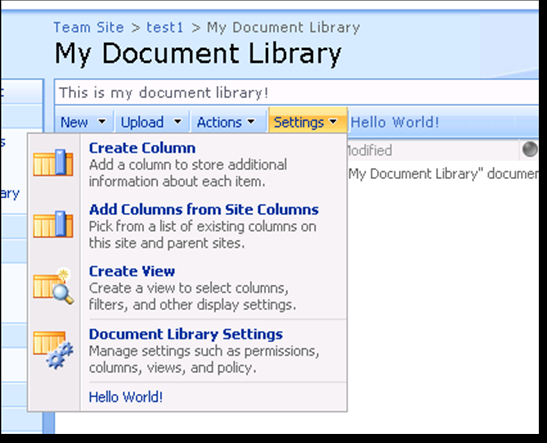 Team Site > test1 > My Document Library
My Document Library
This is my document library!
New Upload Actions Settings Hello World!
Create Column
Add a column to store additional
information about each item.
Add Columns from Site Columns
Pick from a list of existing columns on
this site and parent sites.
Create View
Create a view to select columns,
filters, and other display settings.
Document Library Settings
Manage settings such as permissions,
columns, views, and policy.
Hello World!
Modified
My Document Library" docume
ary